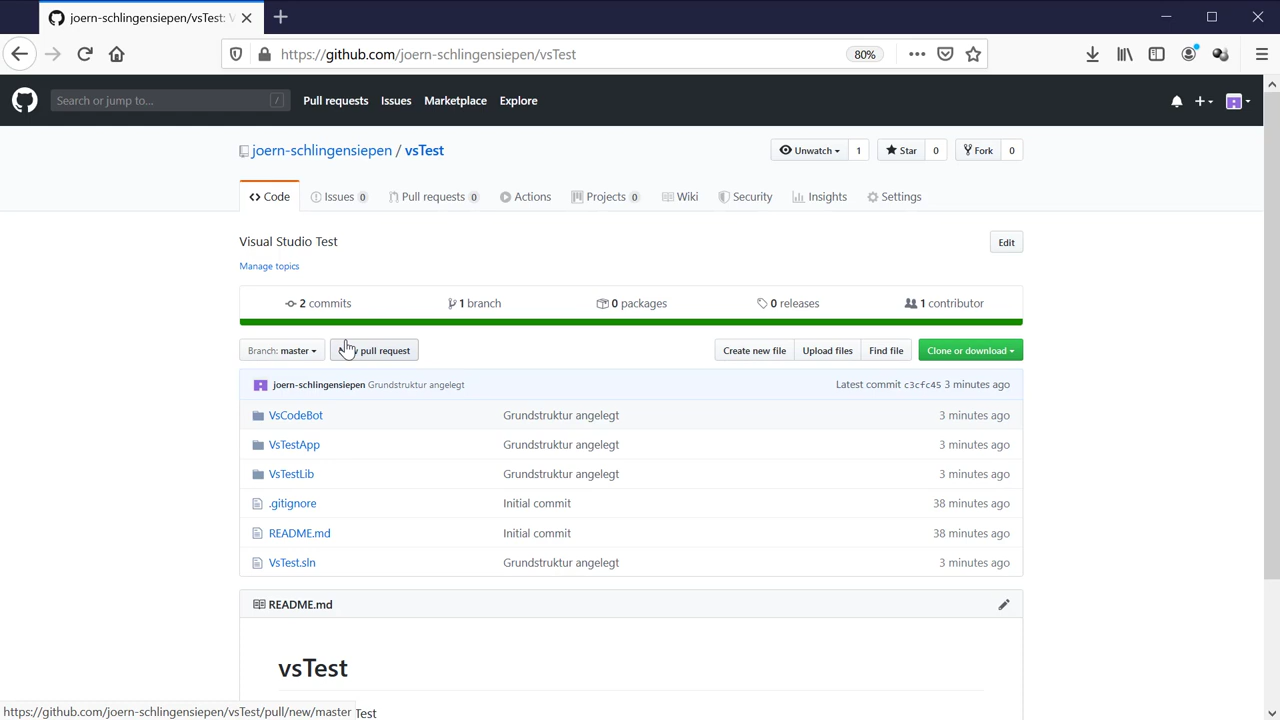 joern-schlingensiepen/vsTest: V
https://github.com/joern-schlingensiepen/vsTest
80%
Search or jump to...
/
Pull requests
Issues
Marketplace
Explore
joern-schlingensiepen / vsTest
Unwatch 1
Star 0
Fork 0
Code
Issues 0
Pull requests 0
Actions
Projects 0
Wiki
Security
Insights
Settings
Visual Studio Test
Edit
Manage topics
2 commits
1 branch
0 packages
0 releases
1 contributor
Branch: master
pull request
Create new file
Upload files
Find file
Clone or download
joern-schlingensiepen Grundstruktur angelegt
Latest commit c3cfc45 3 minutes ago
VsCodeBot Grundstruktur angelegt 3 minutes ago
VsTestApp Grundstruktur angelegt 3 minutes ago
VsTestLib Grundstruktur angelegt 3 minutes ago
.gitignore Initial commit 38 minutes ago
README.md Initial commit 38 minutes ago
VsTest.sln Grundstruktur angelegt 3 minutes ago
README.md
vsTest
https://github.com/joern-schlingensiepen/vsTest/pull/new/master
Test